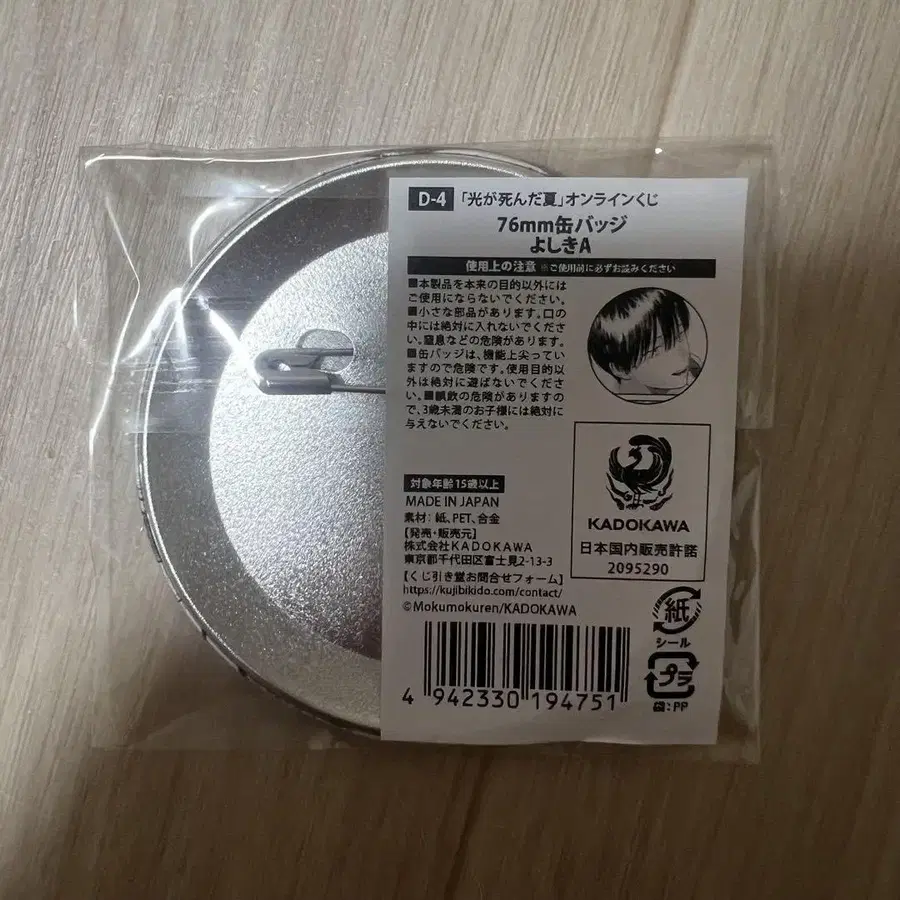 D-4 「光が死んだ夏」オンラインくじ
76mm缶バッジ
よしきA
使用上の注意 ※ご使用前に必ずお読みください
■本製品を本来の目的以外には
ご使用にならないでください。
■小さな部品があります。口の
中には絶対に入れないでくださ
い。窒息などの危険があります。
■缶バッジは、機能上尖ってい
ますので危険です。使用目的以
外は絶対に遊ばないでくださ
い。■誤飲の危険がありますの
で、3歳未満のお子様には絶対に
与えないでください。
対象年齢15歳以上
MADE IN JAPAN
素材：紙、PET、合金
【発売・販売元】
株式会社KADOKAWA
東京都千代田区富士見2-13-3
【くじ引き堂お問合せフォーム】
https://kujibikido.com/contact/
©Mokumokuren/KADOKAWA
KADOKAWA
日本国内販売許諾
2095290
紙
シール
プラ
袋：PP
4 942330 194751